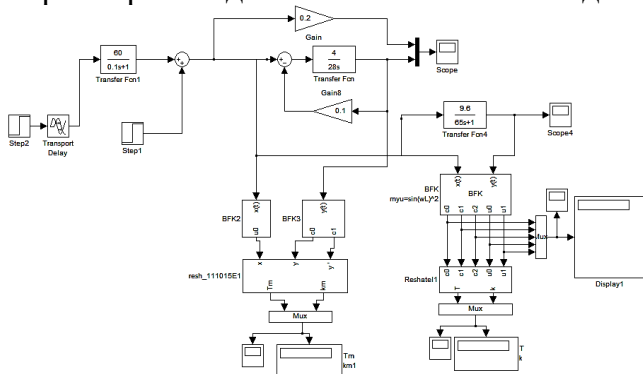 0.2
Gain
60
0.1s+1
Transfer Fcn1
4
28s
Transfer Fcn
Scope
Gain8
0.1
9.6
65s+1
Transfer Fcn4
Scope4
Step2
Transport
Delay
Step1
BFK
myu=sin(wL)^2
x(t)
y(t)
BFK
c0
c1
c2
u0
u1
BFK2
x(t)
u0
BFK3
y(t)
c0
c1
Mux
Display1
resh_111015E1
x
y
y'
Tm
km
Reshatel1
c0
c1
c2
u0
u1
T
k
Mux
Mux
Tm
km1
T
k